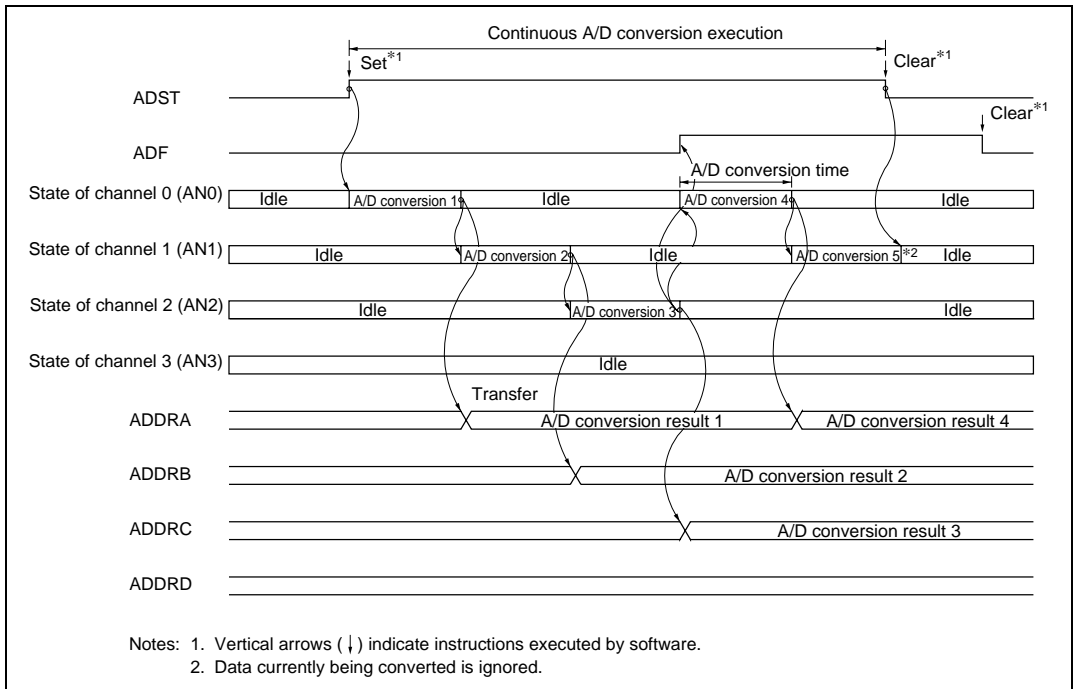 Continuous A/D conversion execution
Set*1
Clear*1
ADST
Clear*1
ADF
A/D conversion time
State of channel 0 (AN0)
Idle
A/D conversion 1
Idle
A/D conversion 4
Idle
State of channel 1 (AN1)
Idle
A/D conversion 2
Idle
A/D conversion 5
*2
Idle
State of channel 2 (AN2)
Idle
A/D conversion 3
Idle
State of channel 3 (AN3)
Idle
Transfer
ADDRA
A/D conversion result 1
A/D conversion result 4
ADDRB
A/D conversion result 2
ADDRC
A/D conversion result 3
ADDRD
Notes: 1. Vertical arrows (↓) indicate instructions executed by software.
2. Data currently being converted is ignored.